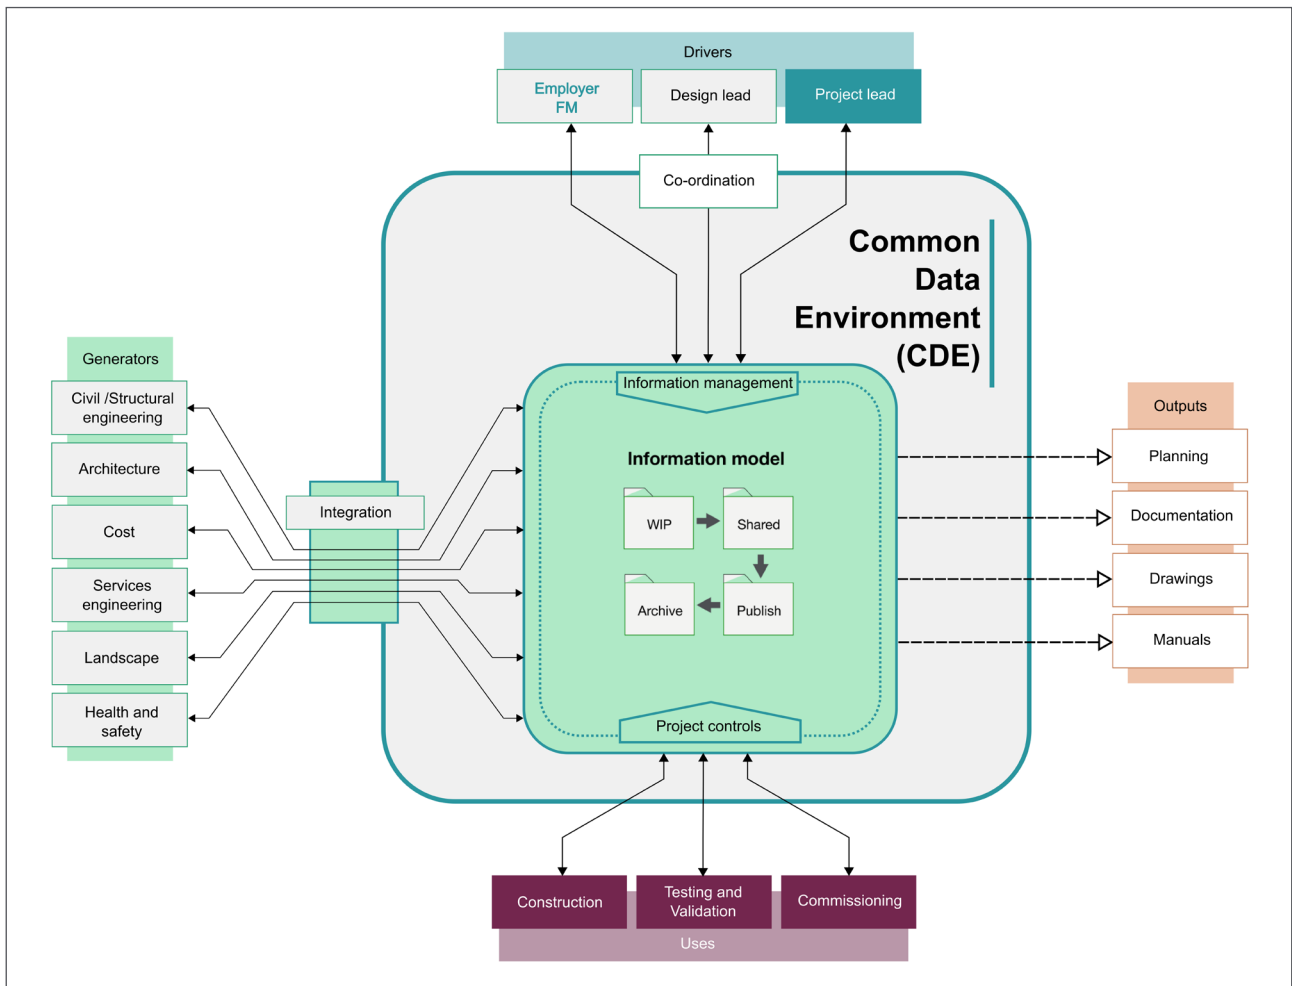 Drivers
Employer
FM
Design lead
Project lead
Co-ordination
Common
Data
Environment
(CDE)
Generators
Civil /Structural
engineering
Architecture
Cost
Services
engineering
Landscape
Health and
safety
Integration
Information management
Information model
WIP
Shared
Archive
Publish
Project controls
Outputs
Planning
Documentation
Drawings
Manuals
Construction
Testing and
Validation
Commissioning
Uses